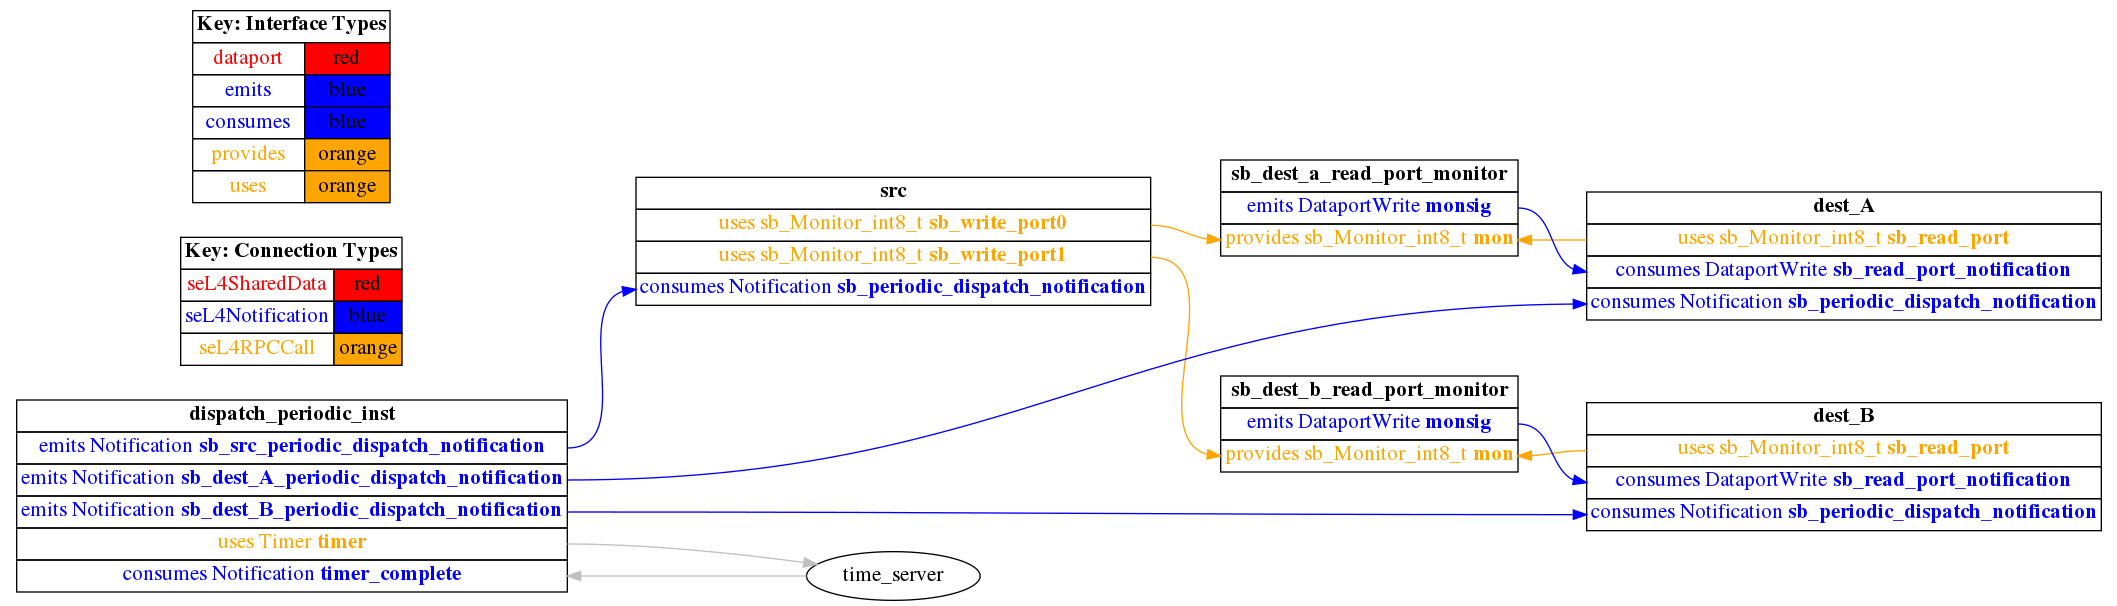 Key: Interface Types
dataport red
emits blue
consumes blue
provides orange
uses orange
Key: Connection Types
seL4SharedData red
seL4Notification blue
seL4RPCCall orange
dispatch_periodic_inst
emits Notification sb_src_periodic_dispatch_notification
emits Notification sb_dest_A_periodic_dispatch_notification
emits Notification sb_dest_B_periodic_dispatch_notification
uses Timer timer
consumes Notification timer_complete
src
uses sb_Monitor_int8_t sb_write_port0
uses sb_Monitor_int8_t sb_write_port1
consumes Notification sb_periodic_dispatch_notification
time_server
sb_dest_a_read_port_monitor
emits DataportWrite monsig
provides sb_Monitor_int8_t mon
sb_dest_b_read_port_monitor
emits DataportWrite monsig
provides sb_Monitor_int8_t mon
dest_A
uses sb_Monitor_int8_t sb_read_port
consumes DataportWrite sb_read_port_notification
consumes Notification sb_periodic_dispatch_notification
dest_B
uses sb_Monitor_int8_t sb_read_port
consumes DataportWrite sb_read_port_notification
consumes Notification sb_periodic_dispatch_notification